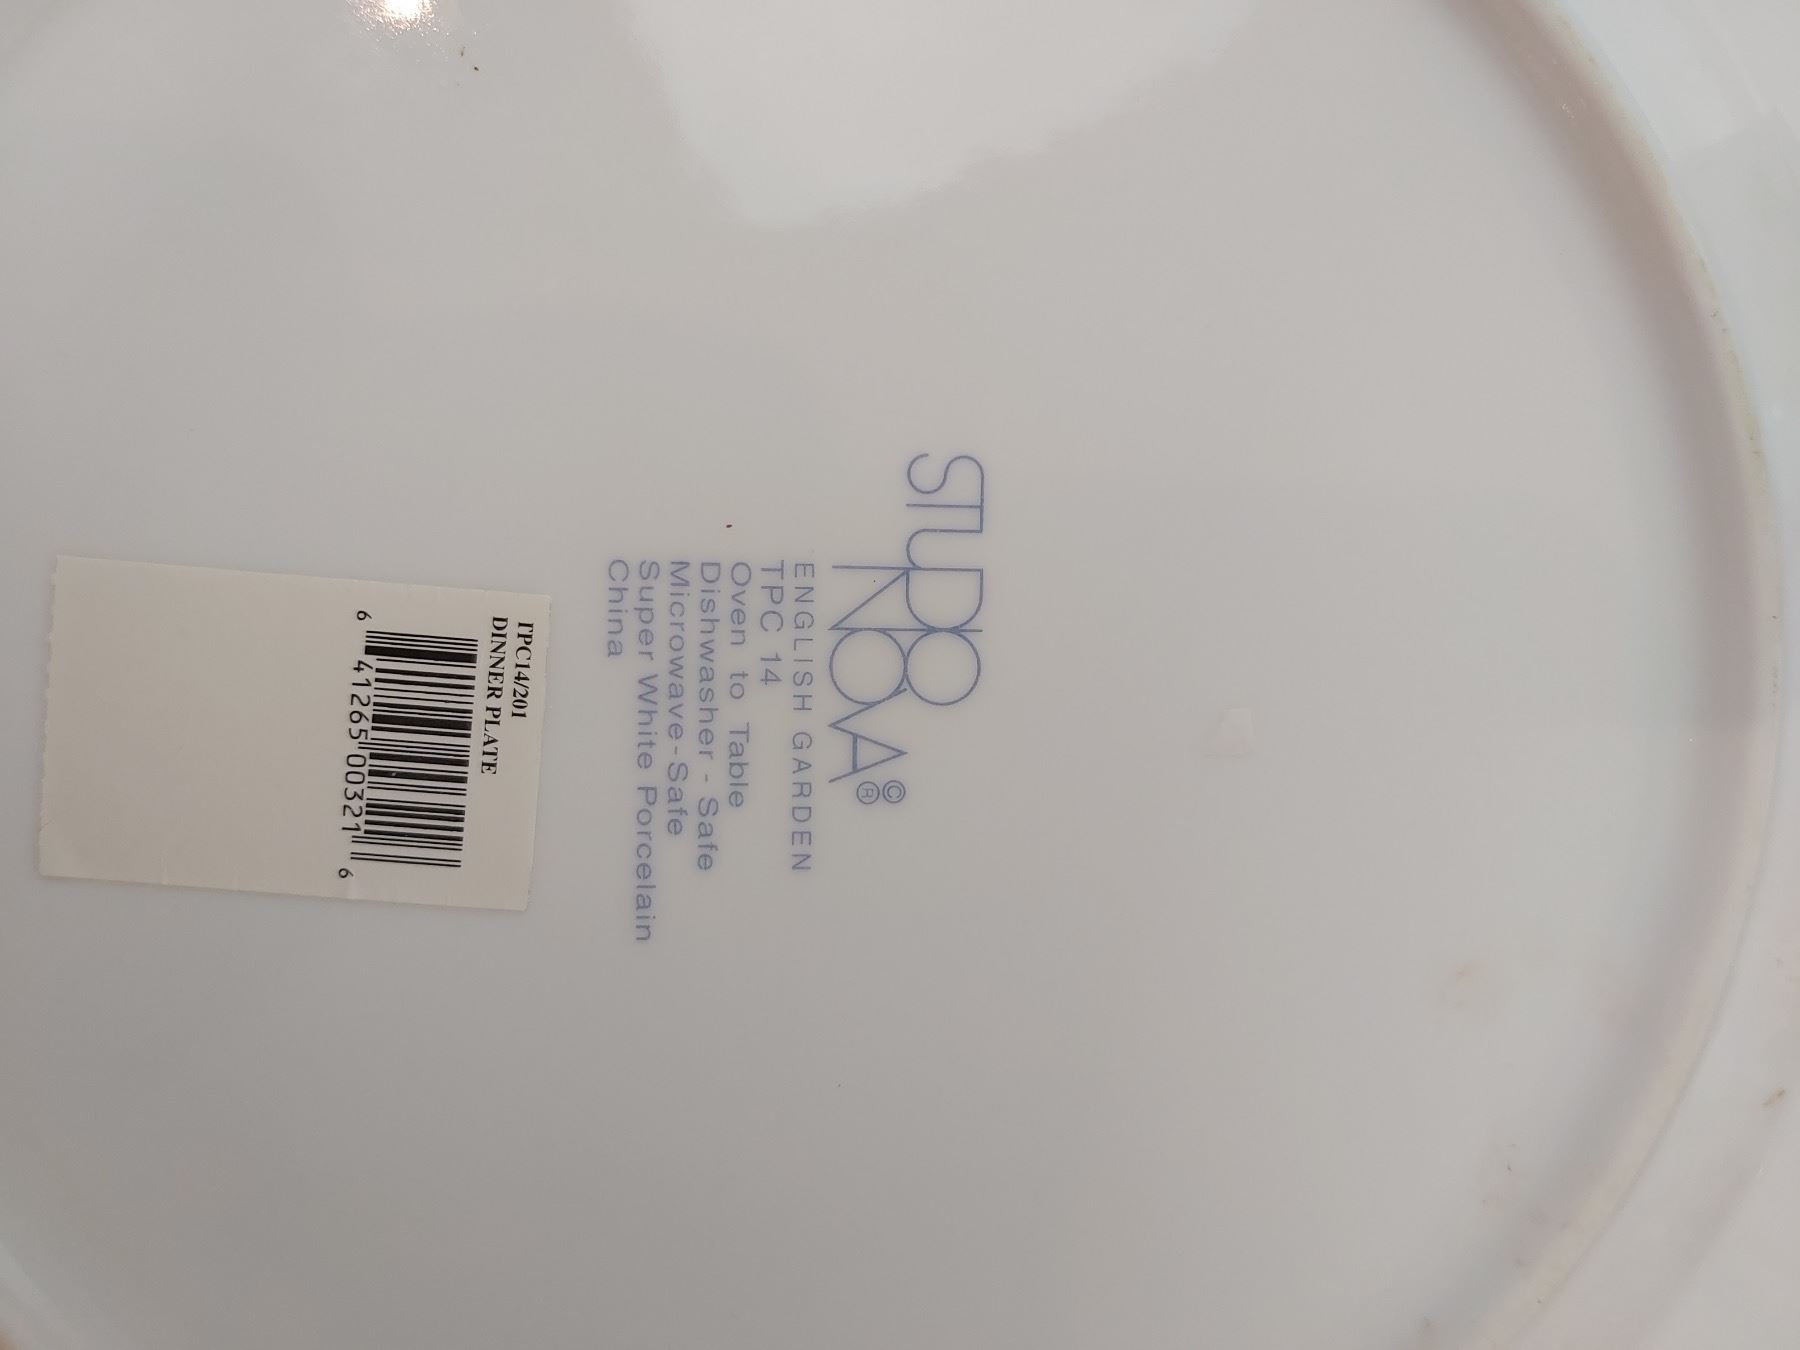 STUDIO
NOVA©®
ENGLISH GARDEN
TPC 14
Oven to Table
Dishwasher - Safe
Microwave-Safe
Super White Porcelain
China
TPC14/201
DINNER PLATE
6 41265 00321 6